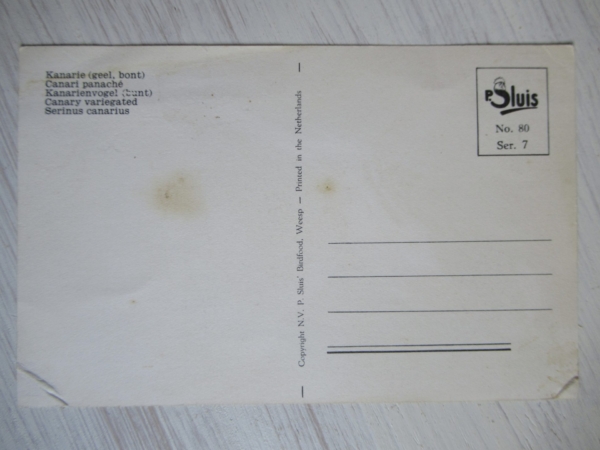 Kanarie (geel, bont)
Canari panaché
Kanarienvogel (bunt)
Canary variegated
Serinus canarius
Copyright N.V. P. Sluis' Birdfood, Weesp — Printed in the Netherlands
P. Sluis
No. 80
Ser. 7